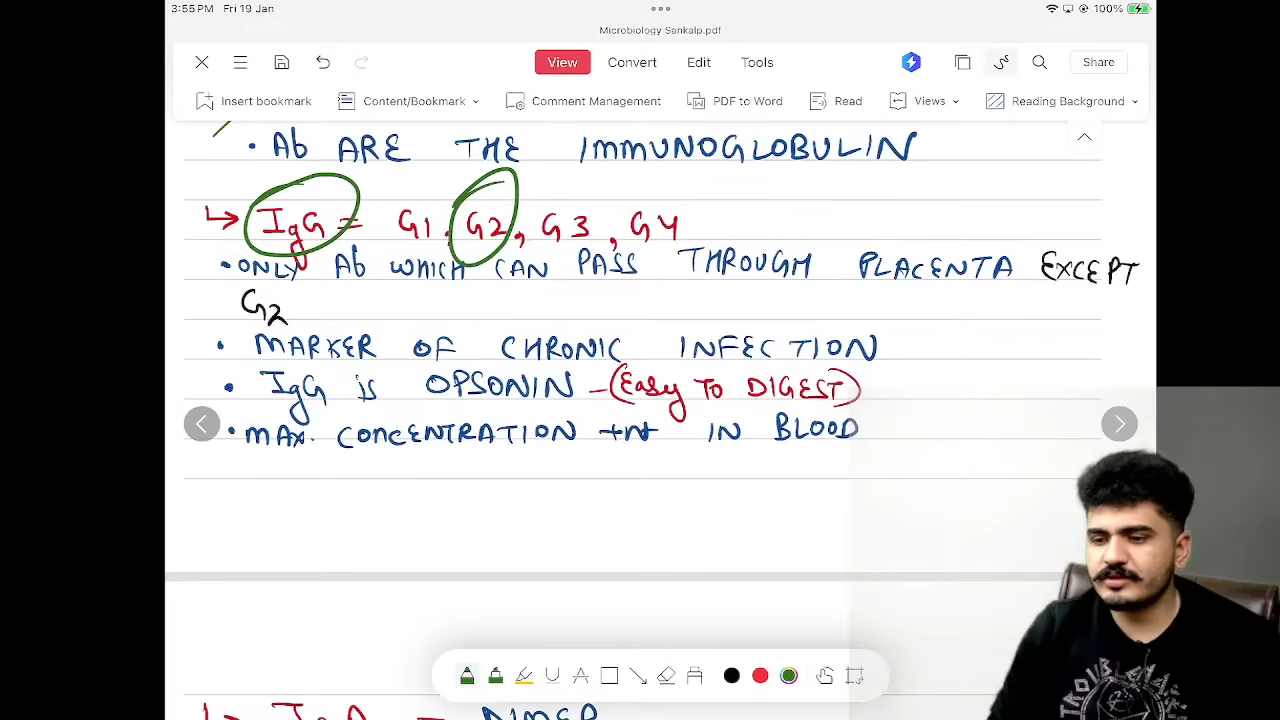 3:55 PM Fri 19 Jan
100%
Microbiology Sankalp.pdf
View Convert Edit Tools Share
Insert bookmark Content/Bookmark Comment Management PDF to Word Read Views Reading Background
• Ab ARE THE IMMUNOGLOBULIN
↳ IgG = G1, G2, G3, G4
• ONLY Ab WHICH CAN PASS THROUGH PLACENTA EXCEPT
G2
• MARKER OF CHRONIC INFECTION
• IgG is OPSONIN – (Easy To DIGEST)
• MAX. CONCENTRATION +nt IN BLOOD
↳ IgA = DIMER